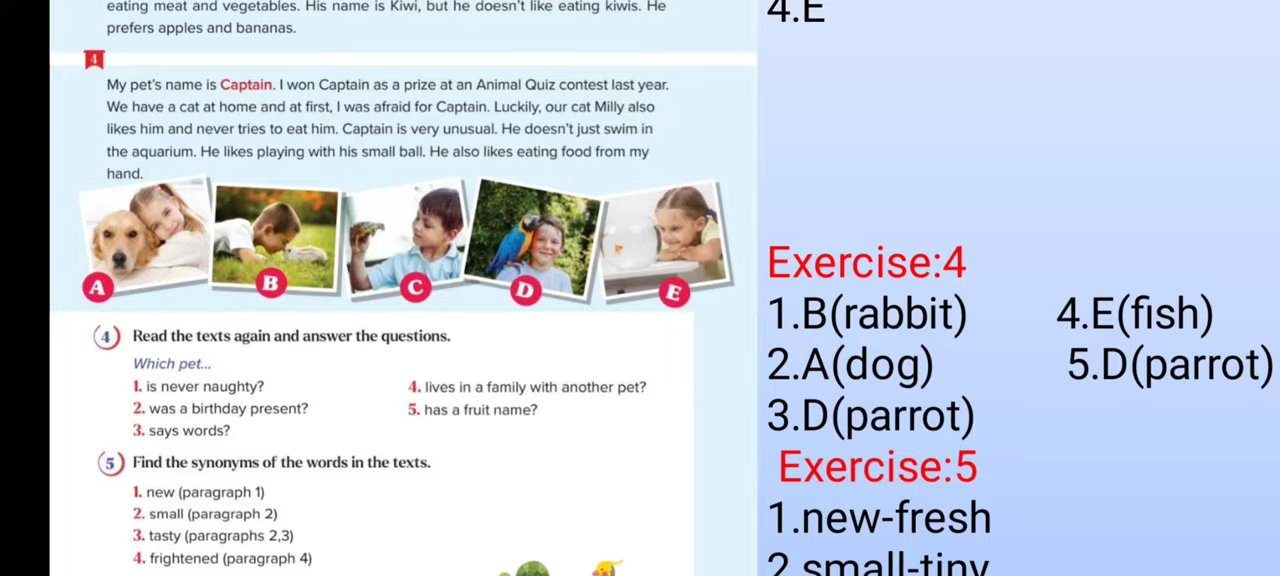 eating meat and vegetables. His name is Kiwi, but he doesn't like eating kiwis. He
prefers apples and bananas.
4
My pet's name is Captain. I won Captain as a prize at an Animal Quiz contest last year.
We have a cat at home and at first, I was afraid for Captain. Luckily, our cat Milly also
likes him and never tries to eat him. Captain is very unusual. He doesn't just swim in
the aquarium. He likes playing with his small ball. He also likes eating food from my
hand.
A
B
C
D
E
4 Read the texts again and answer the questions.
Which pet...
1. is never naughty?
2. was a birthday present?
3. says words?
4. lives in a family with another pet?
5. has a fruit name?
5 Find the synonyms of the words in the texts.
1. new (paragraph 1)
2. small (paragraph 2)
3. tasty (paragraphs 2,3)
4. frightened (paragraph 4)
4.E
Exercise:4
1.B(rabbit) 4.E(fish)
2.A(dog) 5.D(parrot)
3.D(parrot)
Exercise:5
1.new-fresh
2.small-tiny